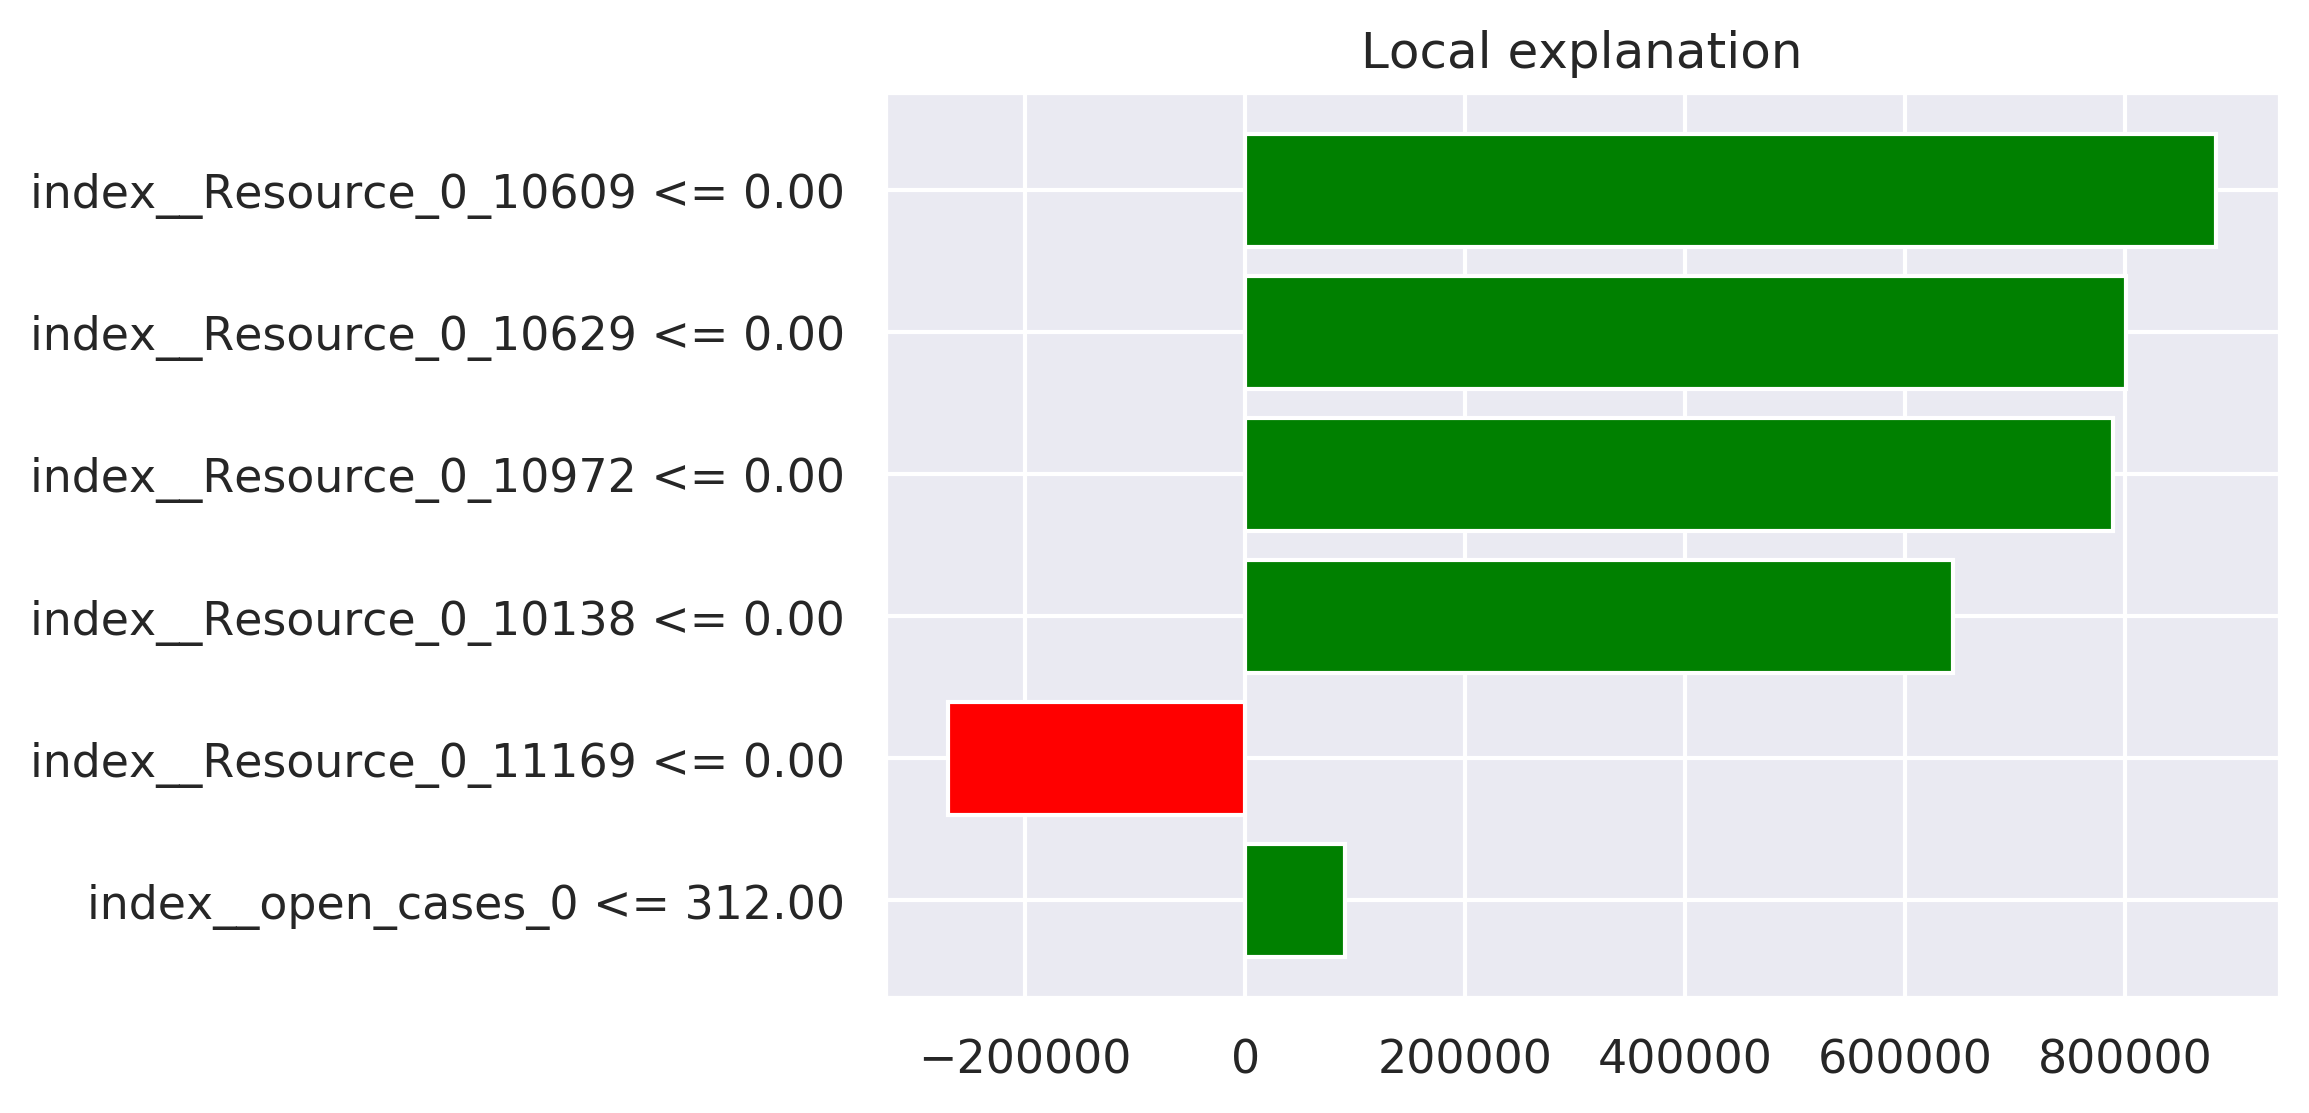 Local explanation
index__Resource_0_10609 <= 0.00
index__Resource_0_10629 <= 0.00
index__Resource_0_10972 <= 0.00
index__Resource_0_10138 <= 0.00
index__Resource_0_11169 <= 0.00
index__open_cases_0 <= 312.00
−200000 0 200000 400000 600000 800000